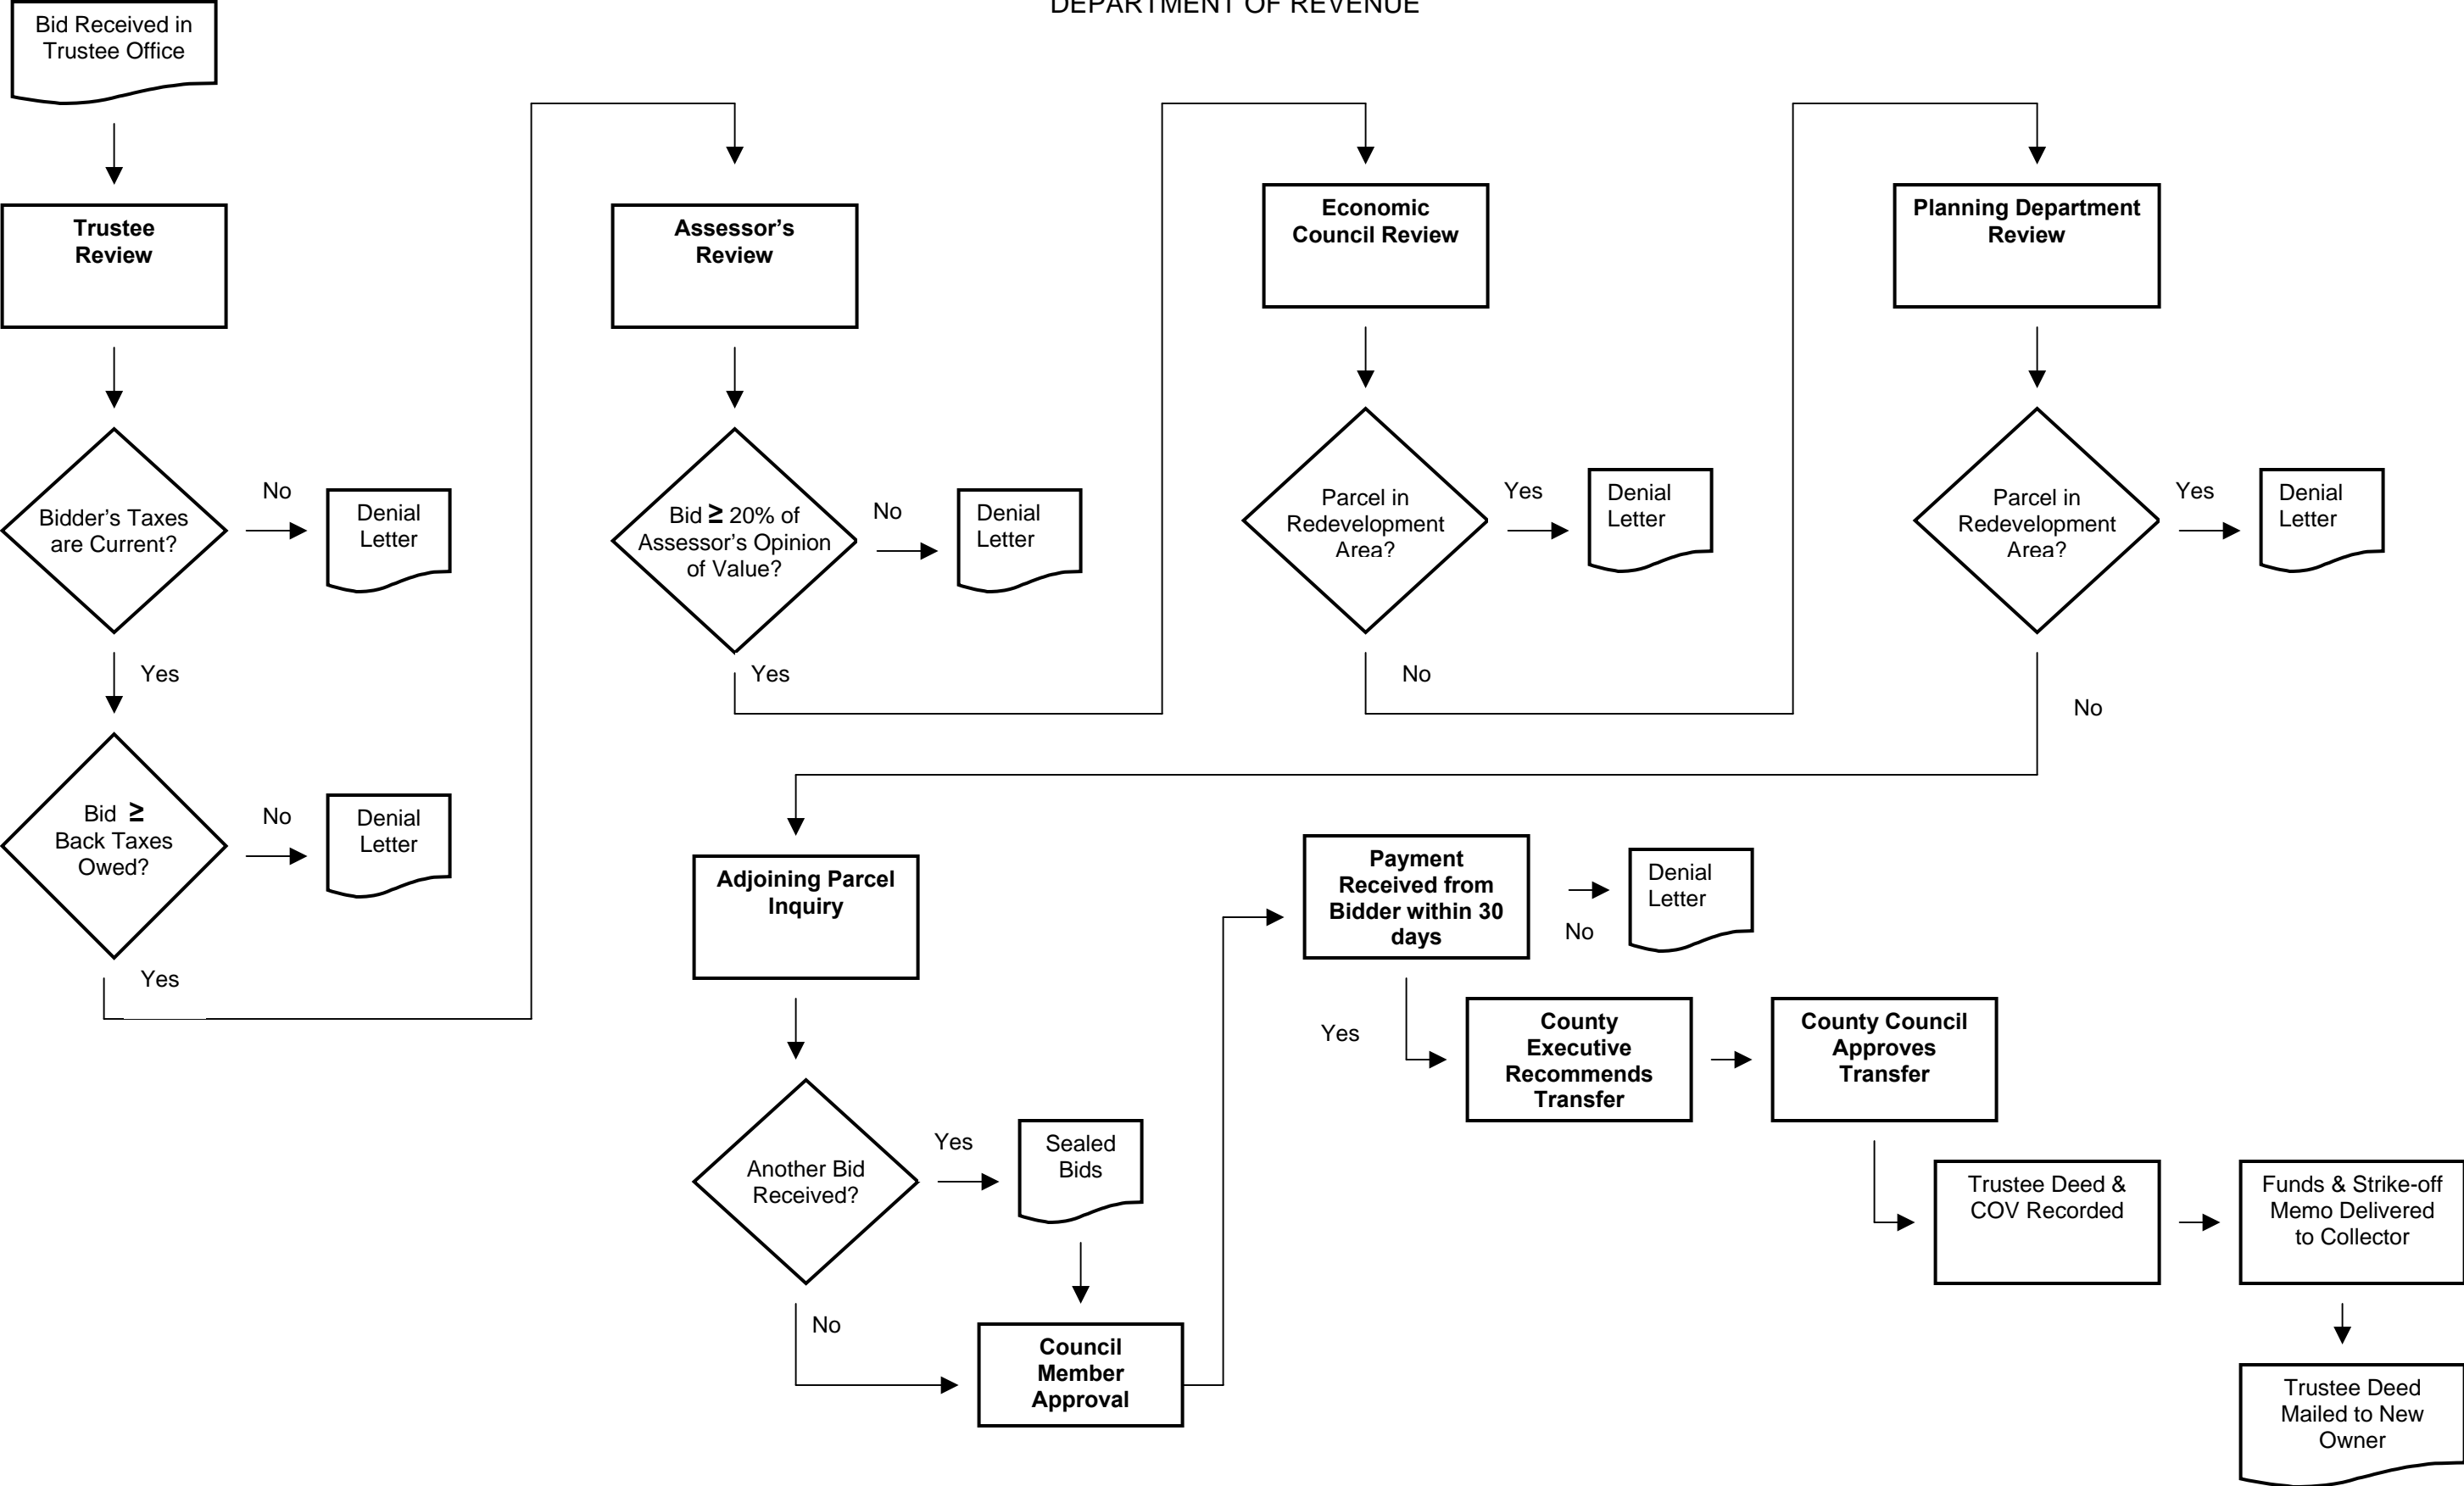 DEPARTMENT OF REVENUE
Bid Received in
Trustee Office
Trustee
Review
Bidder's Taxes
are Current?
No
Denial
Letter
Yes
Bid ≥
Back Taxes
Owed?
No
Denial
Letter
Yes
Assessor's
Review
Bid ≥ 20% of
Assessor's Opinion
of Value?
No
Denial
Letter
Yes
Economic
Council Review
Parcel in
Redevelopment
Area?
Yes
Denial
Letter
No
Planning Department
Review
Parcel in
Redevelopment
Area?
Yes
Denial
Letter
No
Adjoining Parcel
Inquiry
Another Bid
Received?
Yes
Sealed
Bids
No
Council
Member
Approval
Payment
Received from
Bidder within 30
days
No
Denial
Letter
Yes
County
Executive
Recommends
Transfer
County Council
Approves
Transfer
Trustee Deed &
COV Recorded
Funds & Strike-off
Memo Delivered
to Collector
Trustee Deed
Mailed to New
Owner